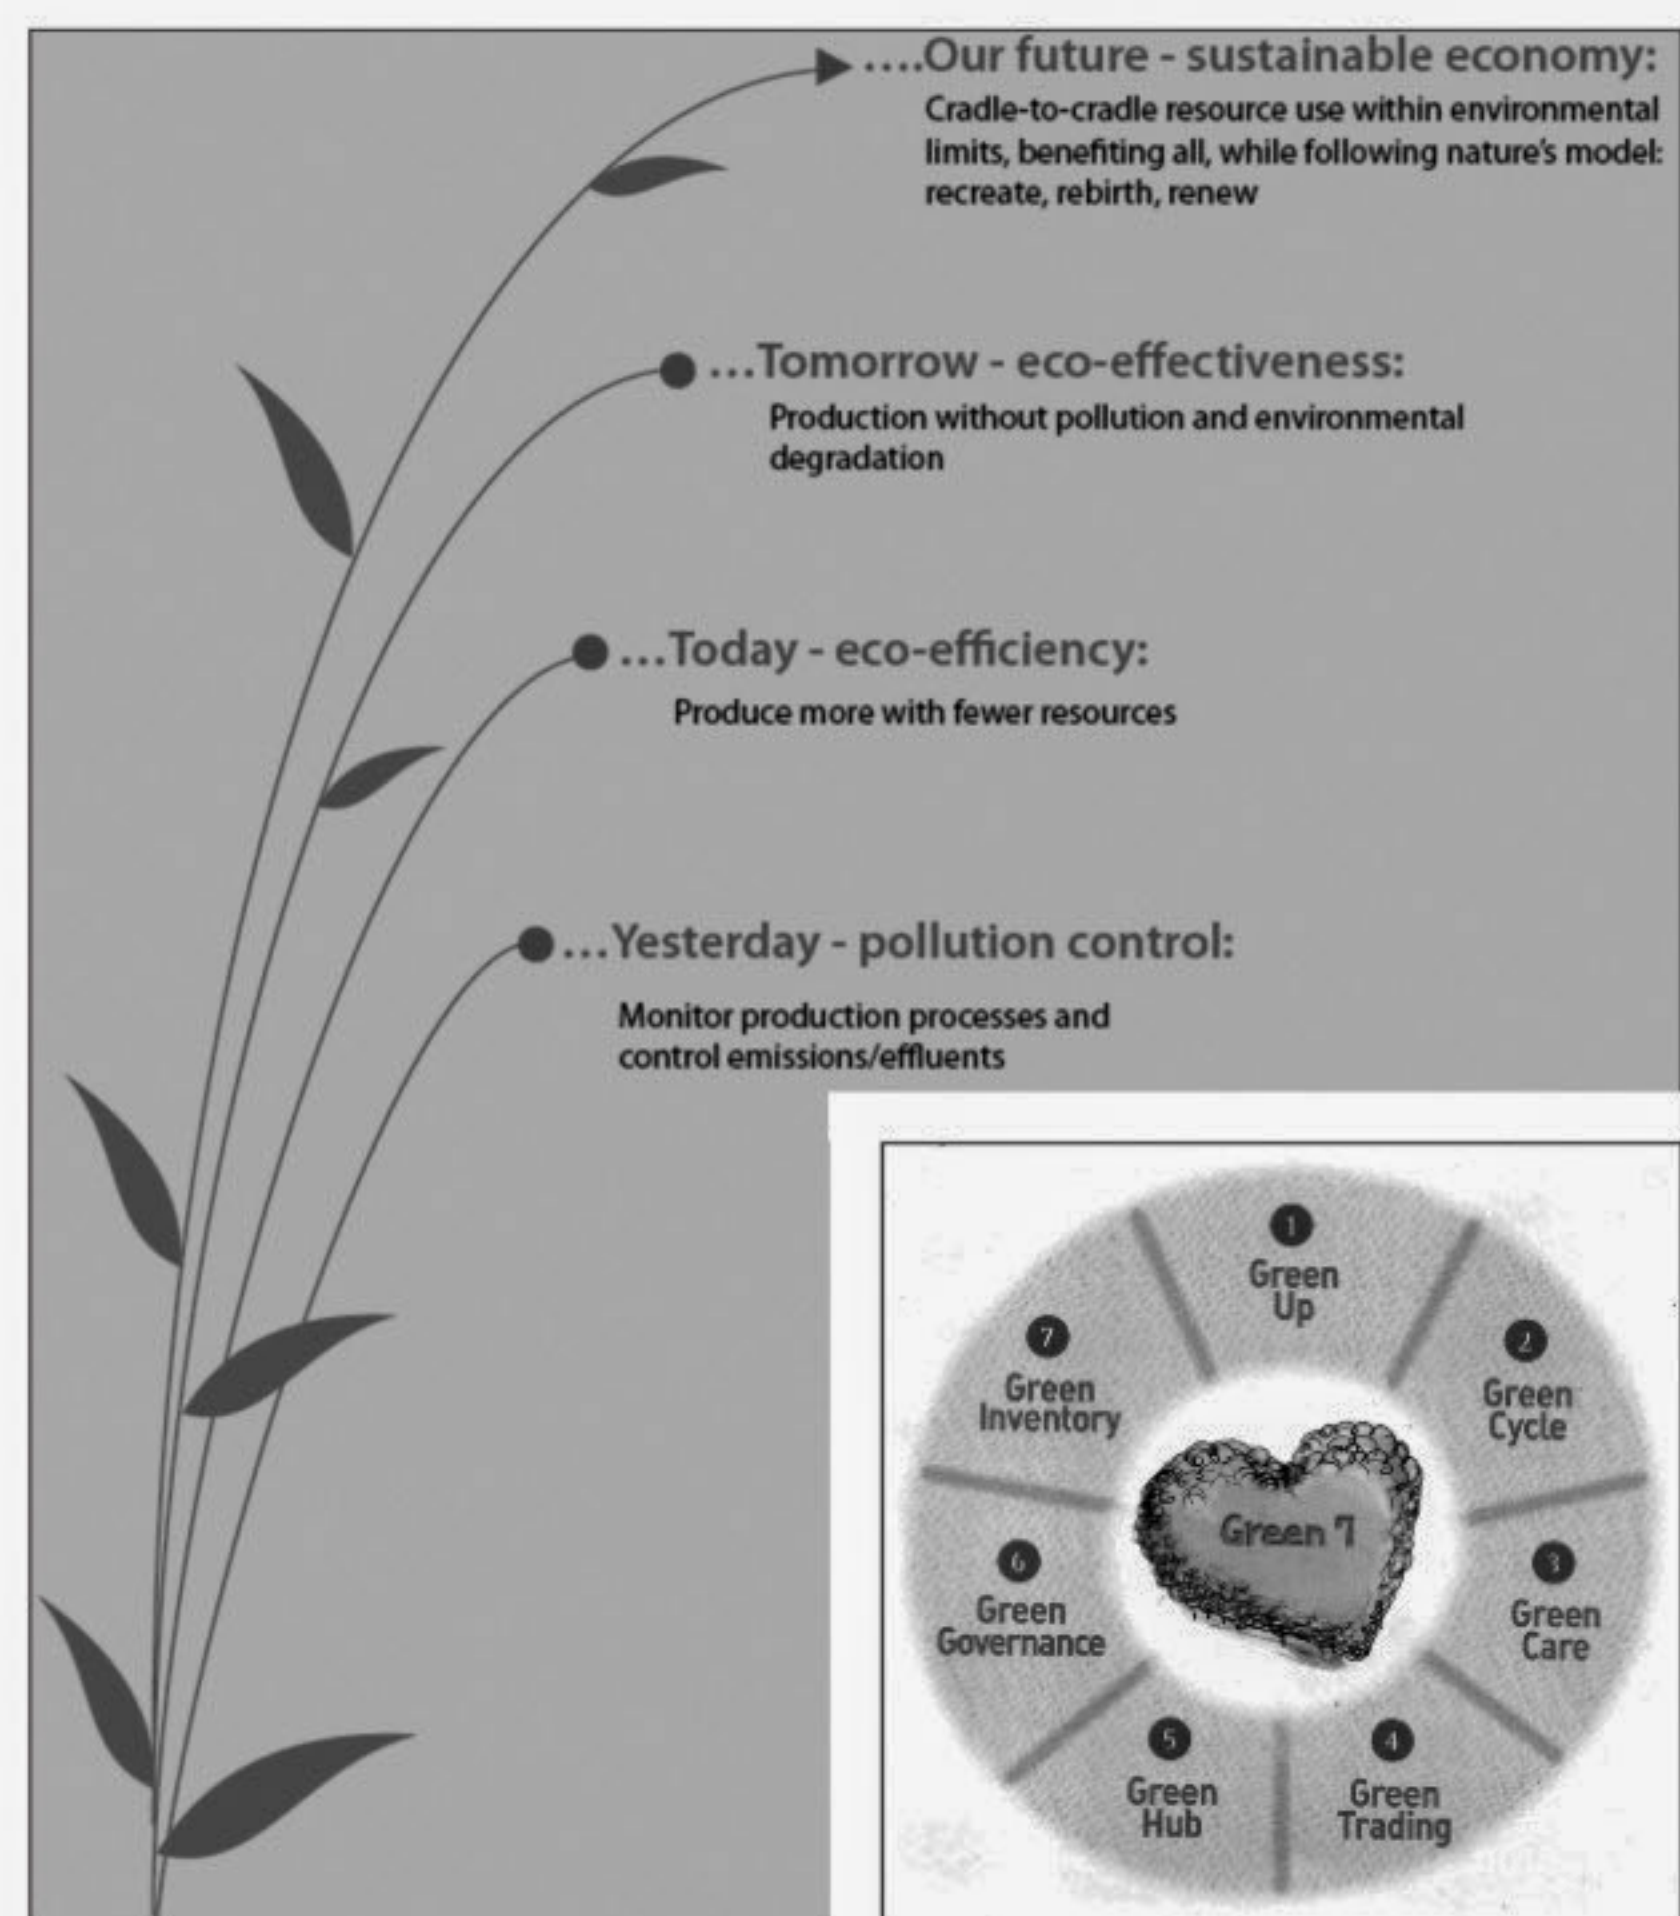 ....Our future - sustainable economy:
Cradle-to-cradle resource use within environmental
limits, benefiting all, while following nature's model:
recreate, rebirth, renew
...Tomorrow - eco-effectiveness:
Production without pollution and environmental
degradation
...Today - eco-efficiency:
Produce more with fewer resources
...Yesterday - pollution control:
Monitor production processes and
control emissions/effluents
1
Green
Up
2
Green
Cycle
3
Green
Care
4
Green
Trading
5
Green
Hub
6
Green
Governance
7
Green
Inventory
Green 7